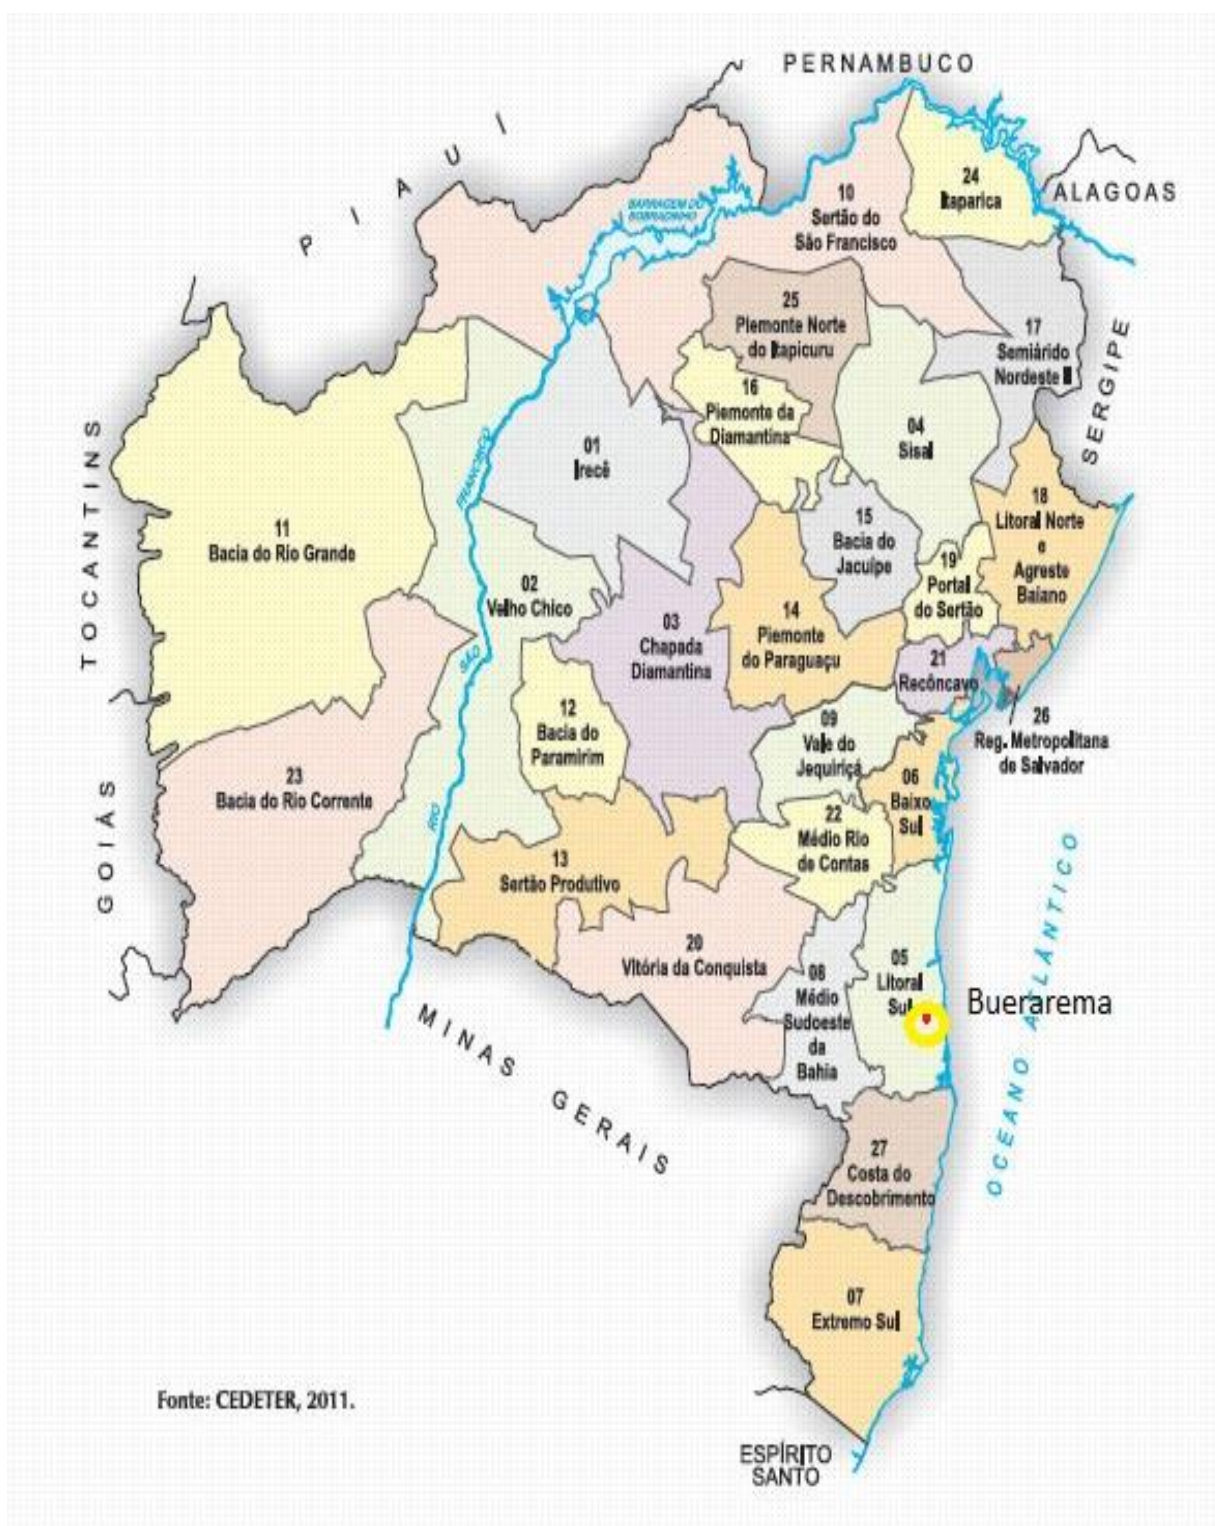 PERNAMBUCO
PIAUI
ALAGOAS
BARRAGEM DO
SOBRADINHO
24
Itaparica
10
Sertão do
São Francisco
25
Piemonte Norte
do Itapicuru
17
Semiárido
Nordeste II
SERGIPE
16
Piemonte da
Diamantina
04
Sisal
01
Irecê
TOCANTINS
FRANCISCO
18
Litoral Norte
e
Agreste
Baiano
11
Bacia do Rio Grande
15
Bacia do
Jacuípe
19
Portal
do Sertão
02
Velho Chico
03
Chapada
Diamantina
14
Piemonte
do Paraguaçu
SÃO
21
Recôncavo
12
Bacia do
Paramirim
09
Vale do
Jequiriçá
26
Reg. Metropolitana
de Salvador
GOIÁS
23
Bacia do Rio Corrente
06
Baixo
Sul
RIO
22
Médio Rio
de Contas
13
Sertão Produtivo
OCEANO ATLÂNTICO
20
Vitória da Conquista
05
Litoral
Sul
08
Médio
Sudoeste
da
Bahia
Buerarema
MINAS GERAIS
27
Costa do
Descobrimento
07
Extremo Sul
Fonte: CEDETER, 2011.
ESPÍRITO
SANTO